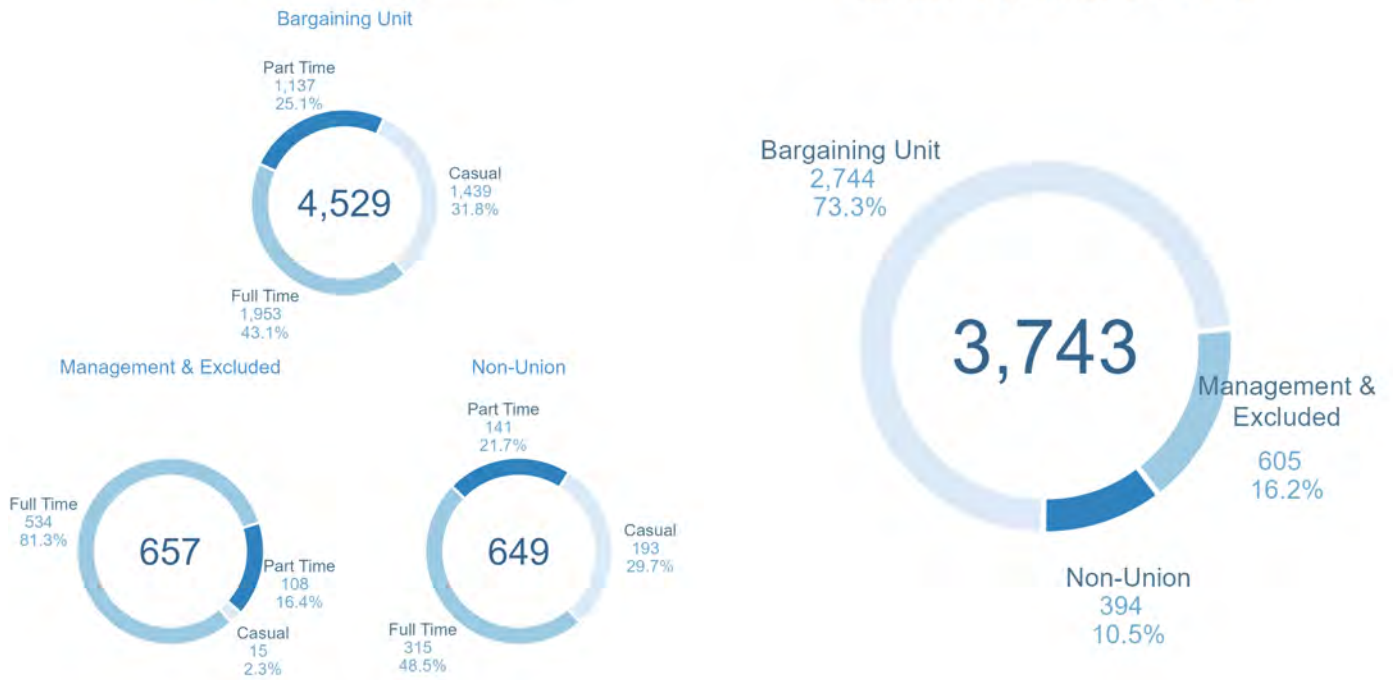 Bargaining Unit
Part Time
1,137
25.1%
Casual
1,439
31.8%
4,529
Full Time
1,953
43.1%
Management & Excluded
Full Time
534
81.3%
657
Part Time
108
16.4%
Casual
15
2.3%
Non-Union
Part Time
141
21.7%
649
Casual
193
29.7%
Full Time
315
48.5%
Bargaining Unit
2,744
73.3%
3,743
Management &
Excluded
605
16.2%
Non-Union
394
10.5%